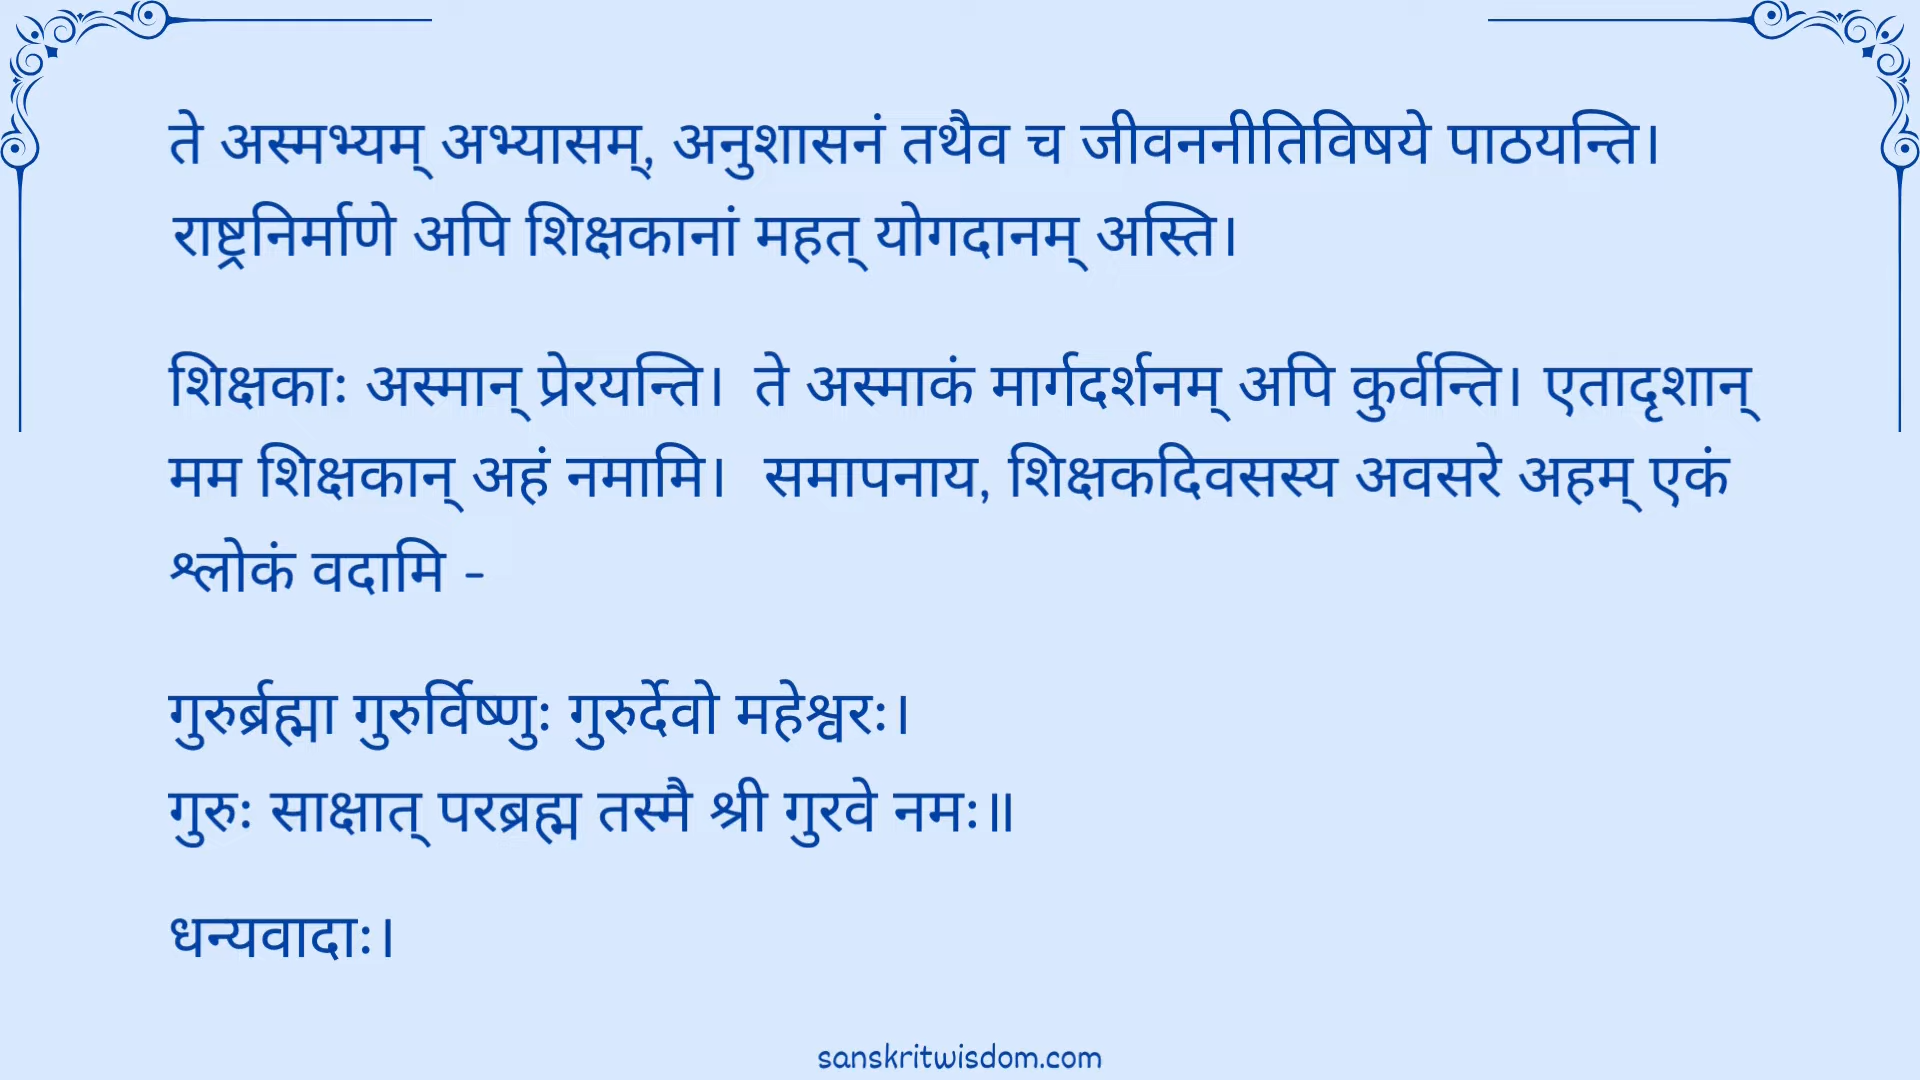 ते अस्मभ्यम् अभ्यासम्, अनुशासनं तथैव च जीवननीतिविषये पाठयन्ति।
राष्ट्रनिर्माणे अपि शिक्षकानां महत् योगदानम् अस्ति।
शिक्षकाः अस्मान् प्रेरयन्ति। ते अस्माकं मार्गदर्शनम् अपि कुर्वन्ति। एतादृशान्
मम शिक्षकान् अहं नमामि। समापनाय, शिक्षकदिवसस्य अवसरे अहम् एकं
श्लोकं वदामि -
गुरुर्ब्रह्मा गुरुर्विष्णुः गुरुर्देवो महेश्वरः।
गुरुः साक्षात् परब्रह्म तस्मै श्री गुरवे नमः॥
धन्यवादाः।
sanskritwisdom.com